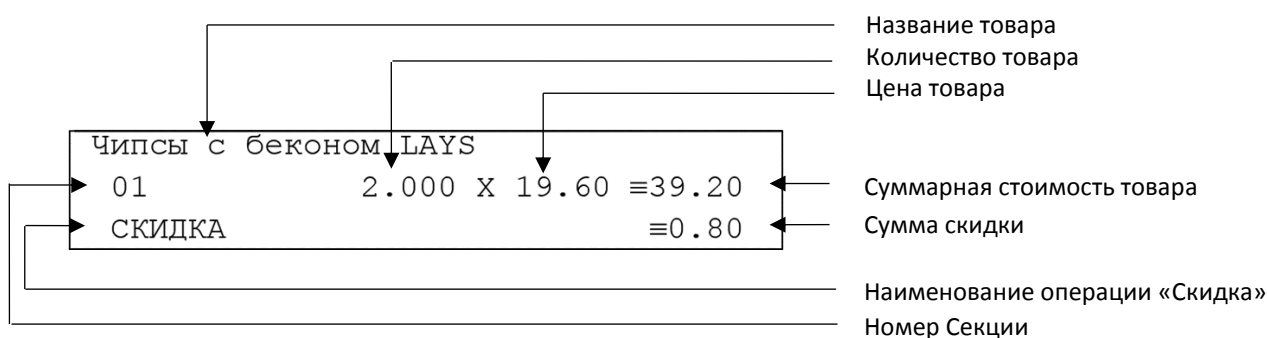 Название товара
Количество товара
Цена товара
Чипсы с беконом LAYS
01 2.000 X 19.60 ≡39.20
Суммарная стоимость товара
СКИДКА ≡0.80
Сумма скидки
Наименование операции «Скидка»
Номер Секции